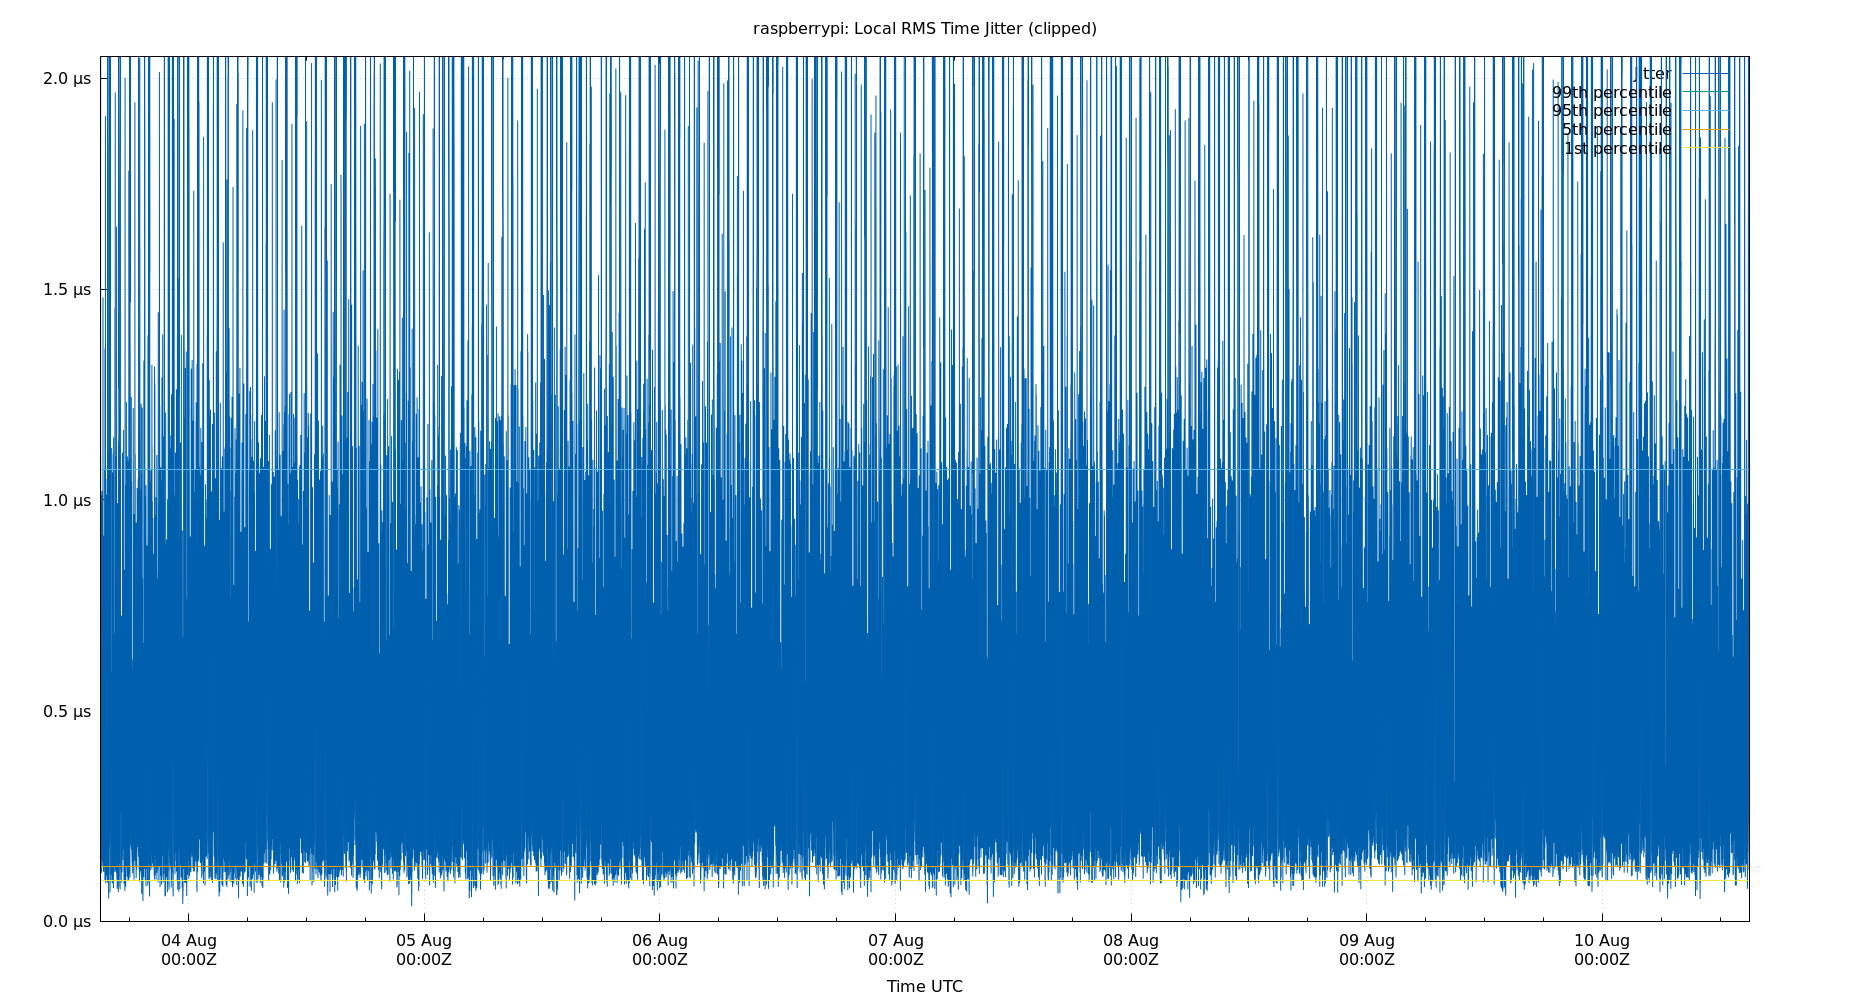 raspberrypi: Local RMS Time Jitter (clipped)
2.0 µs
1.5 µs
1.0 µs
0.5 µs
0.0 µs
jitter
99th percentile
95th percentile
5th percentile
1st percentile
04 Aug
00:00Z
05 Aug
00:00Z
06 Aug
00:00Z
07 Aug
00:00Z
08 Aug
00:00Z
09 Aug
00:00Z
10 Aug
00:00Z
Time UTC